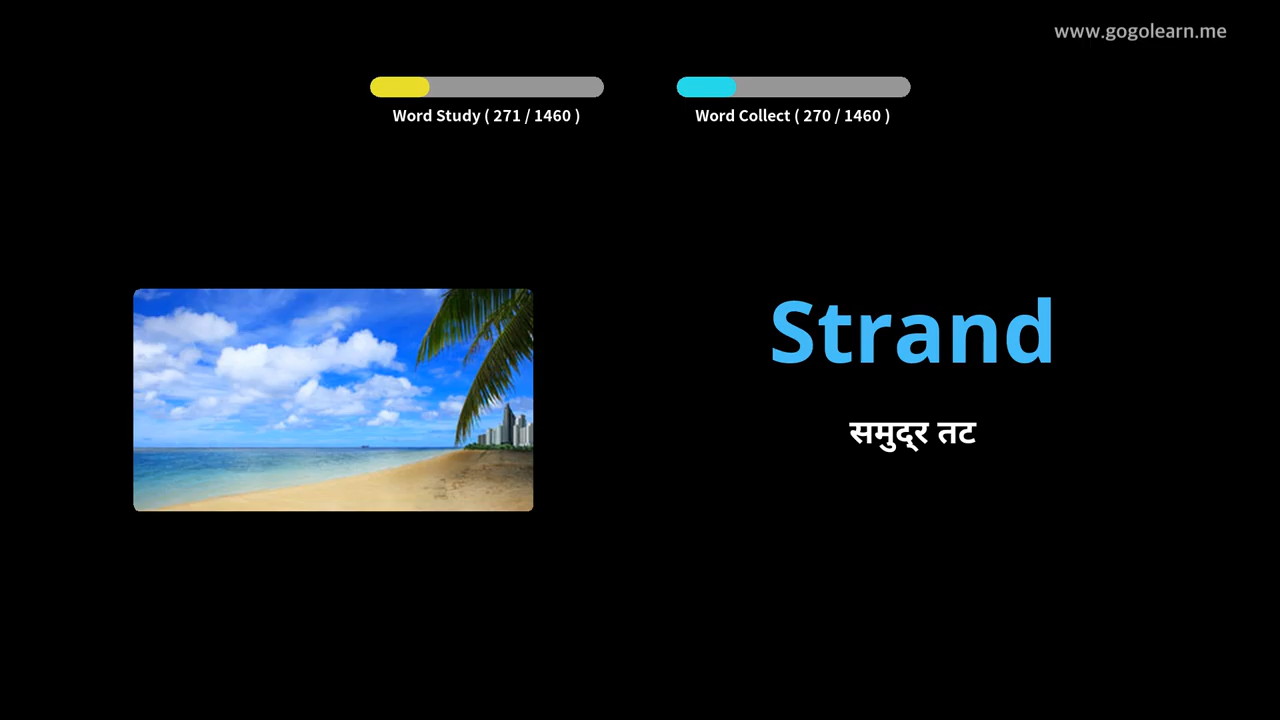 www.gogolearn.me
Word Study ( 271 / 1460 )
Word Collect ( 270 / 1460 )
Strand
समुद्र तट